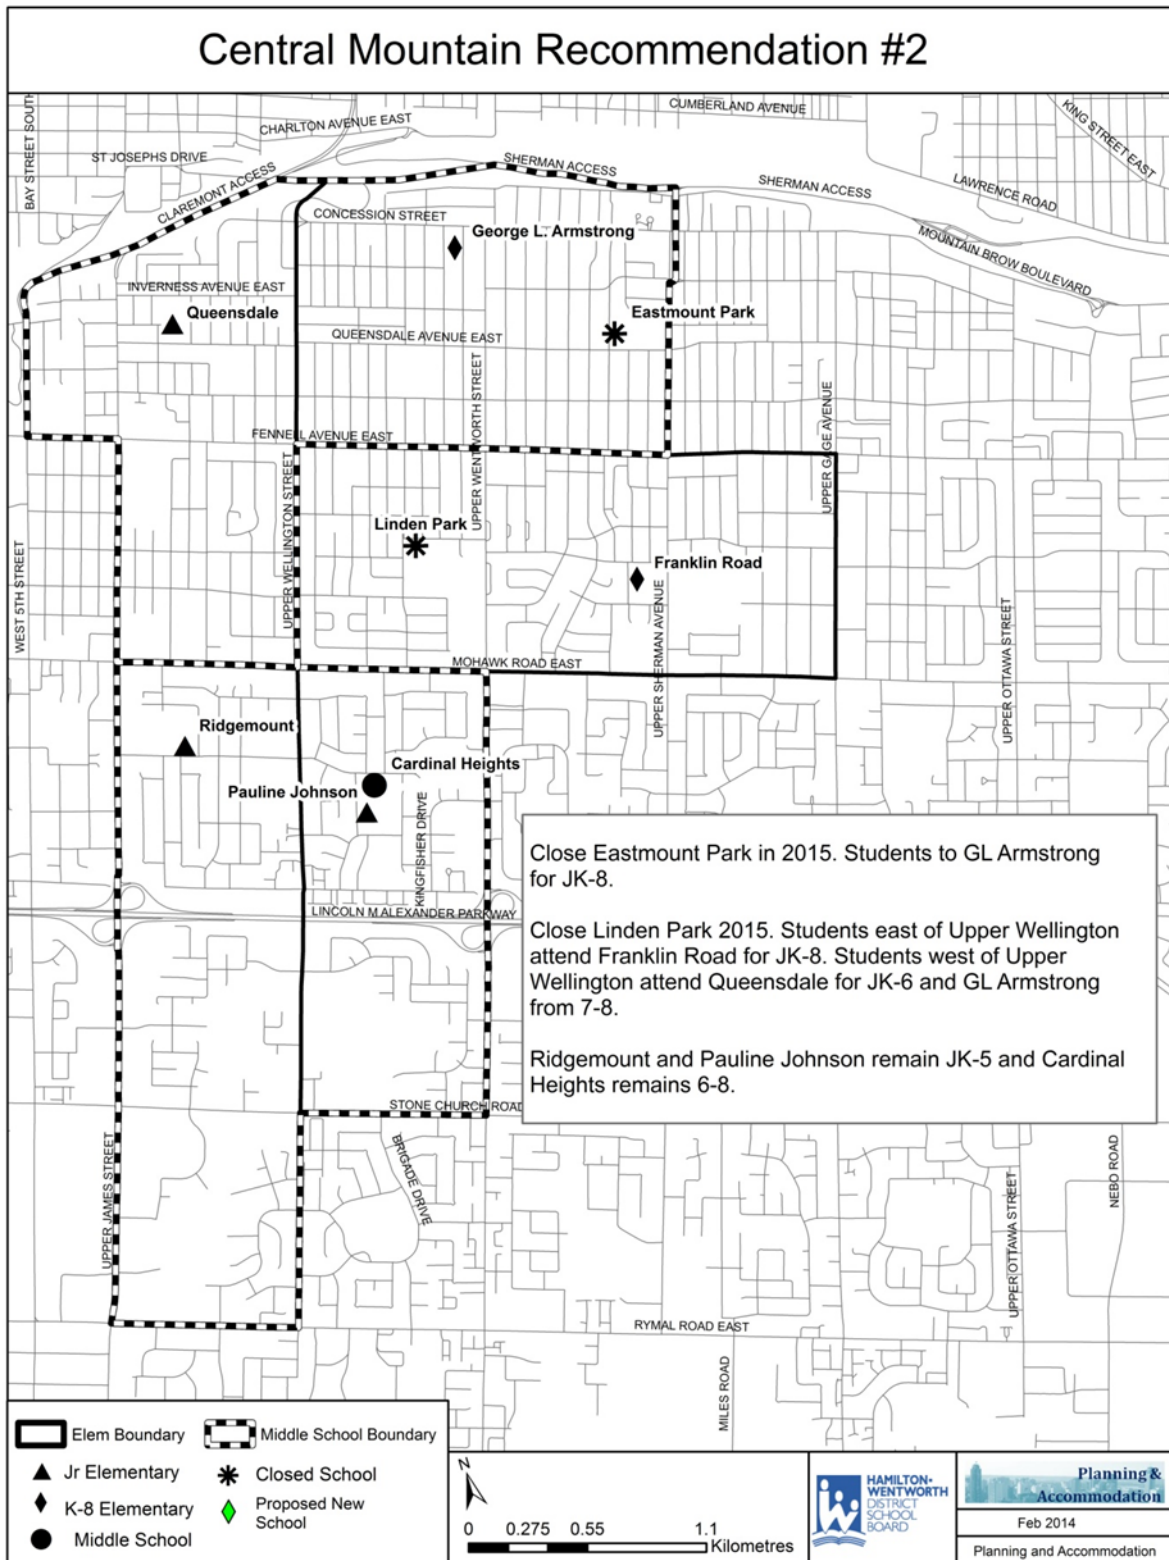 Central Mountain Recommendation #2
CUMBERLAND AVENUE
KING STREET EAST
BAY STREET SOUTH
CHARLTON AVENUE EAST
ST JOSEPHS DRIVE
SHERMAN ACCESS
CLAREMONT ACCESS
SHERMAN ACCESS
LAWRENCE ROAD
CONCESSION STREET
George L. Armstrong
MOUNTAIN BROW BOULEVARD
INVERNESS AVENUE EAST
Queensdale
Eastmount Park
QUEENSDALE AVENUE EAST
UPPER WENTWORTH STREET
UPPER GAGE AVENUE
FENNELL AVENUE EAST
UPPER WELLINGTON STREET
Linden Park
Franklin Road
WEST 5TH STREET
UPPER SHERMAN AVENUE
UPPER OTTAWA STREET
MOHAWK ROAD EAST
Ridgemount
Cardinal Heights
Pauline Johnson
KINGFISHER DRIVE
LINCOLN M ALEXANDER PARKWAY
Close Eastmount Park in 2015. Students to GL Armstrong
for JK-8.
Close Linden Park 2015. Students east of Upper Wellington
attend Franklin Road for JK-8. Students west of Upper
Wellington attend Queensdale for JK-6 and GL Armstrong
from 7-8.
Ridgemount and Pauline Johnson remain JK-5 and Cardinal
Heights remains 6-8.
STONE CHURCH ROAD
BRIGADE DRIVE
UPPER JAMES STREET
NEBO ROAD
UPPER OTTAWA STREET
RYMAL ROAD EAST
MILES ROAD
Elem Boundary
Middle School Boundary
Jr Elementary
Closed School
K-8 Elementary
Proposed New
School
Middle School
N
0 0.275 0.55 1.1
Kilometres
HAMILTON-
WENTWORTH
DISTRICT
SCHOOL
BOARD
Planning &
Accommodation
Feb 2014
Planning and Accommodation